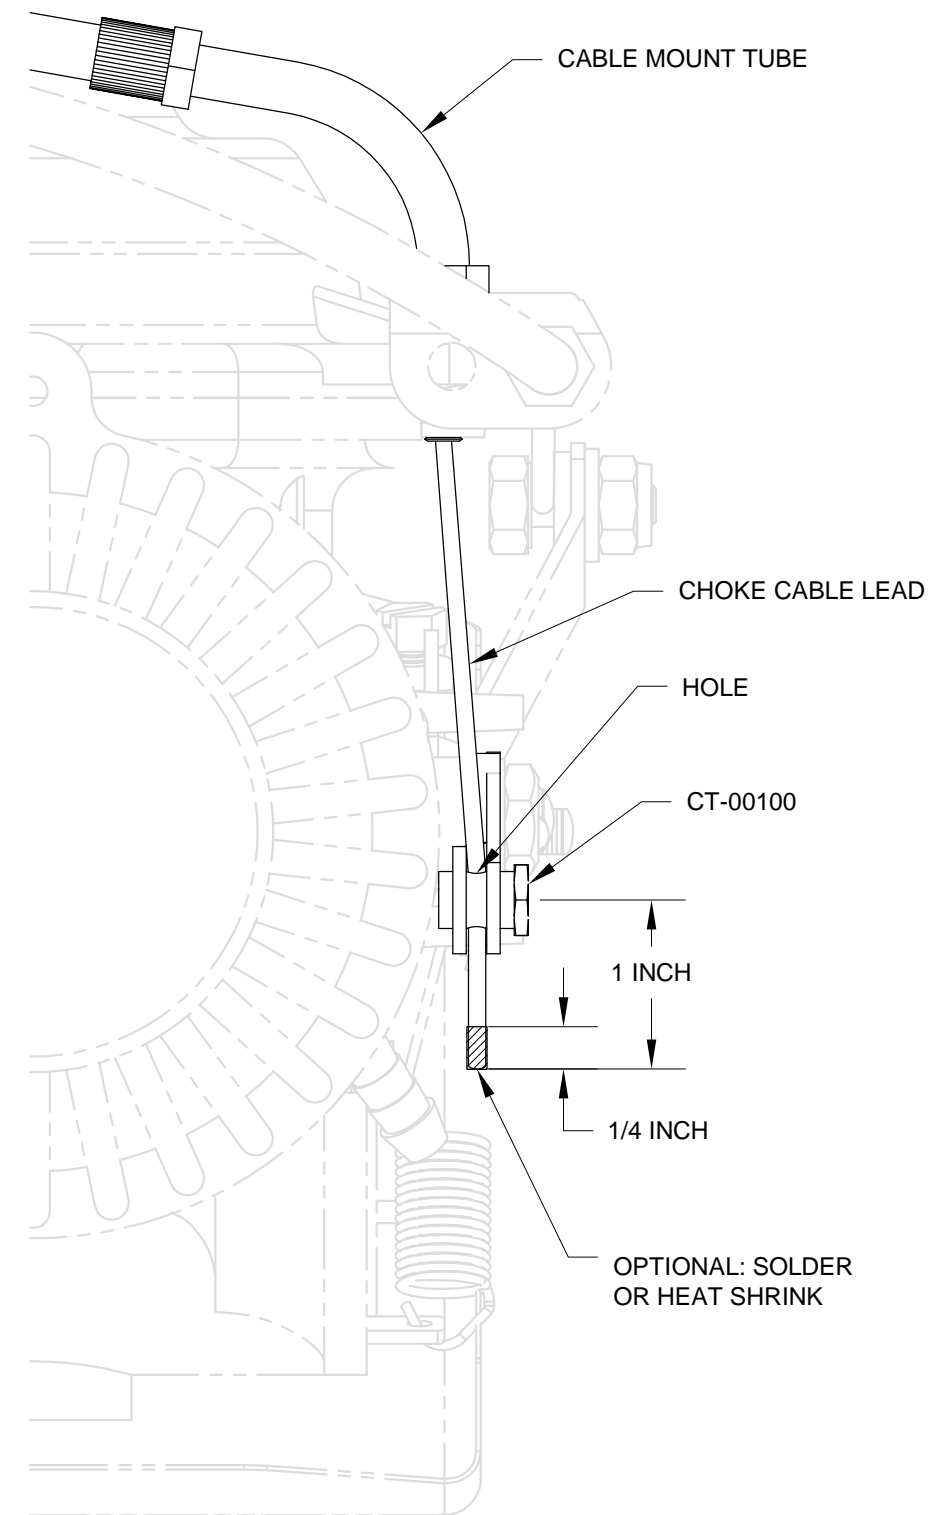 CABLE MOUNT TUBE
CHOKE CABLE LEAD
HOLE
CT-00100
1 INCH
1/4 INCH
OPTIONAL: SOLDER
OR HEAT SHRINK